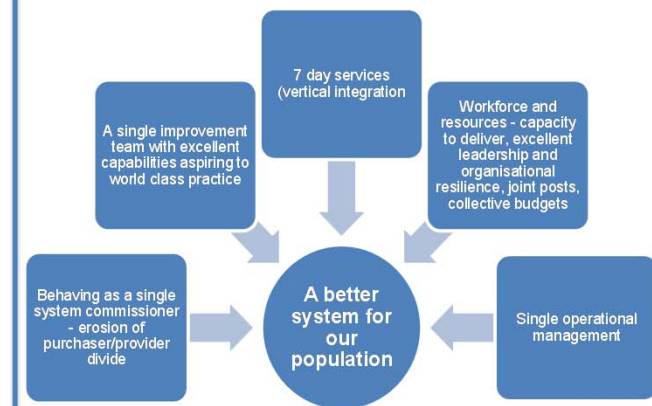 7 day services
(vertical integration
A single improvement
team with excellent
capabilities aspiring to
world class practice
Workforce and
resources - capacity
to deliver, excellent
leadership and
organisational
resilience, joint posts,
collective budgets
Behaving as a single
system commissioner
- erosion of
purchaser/provider
divide
A better
system for
our
population
Single operational
management